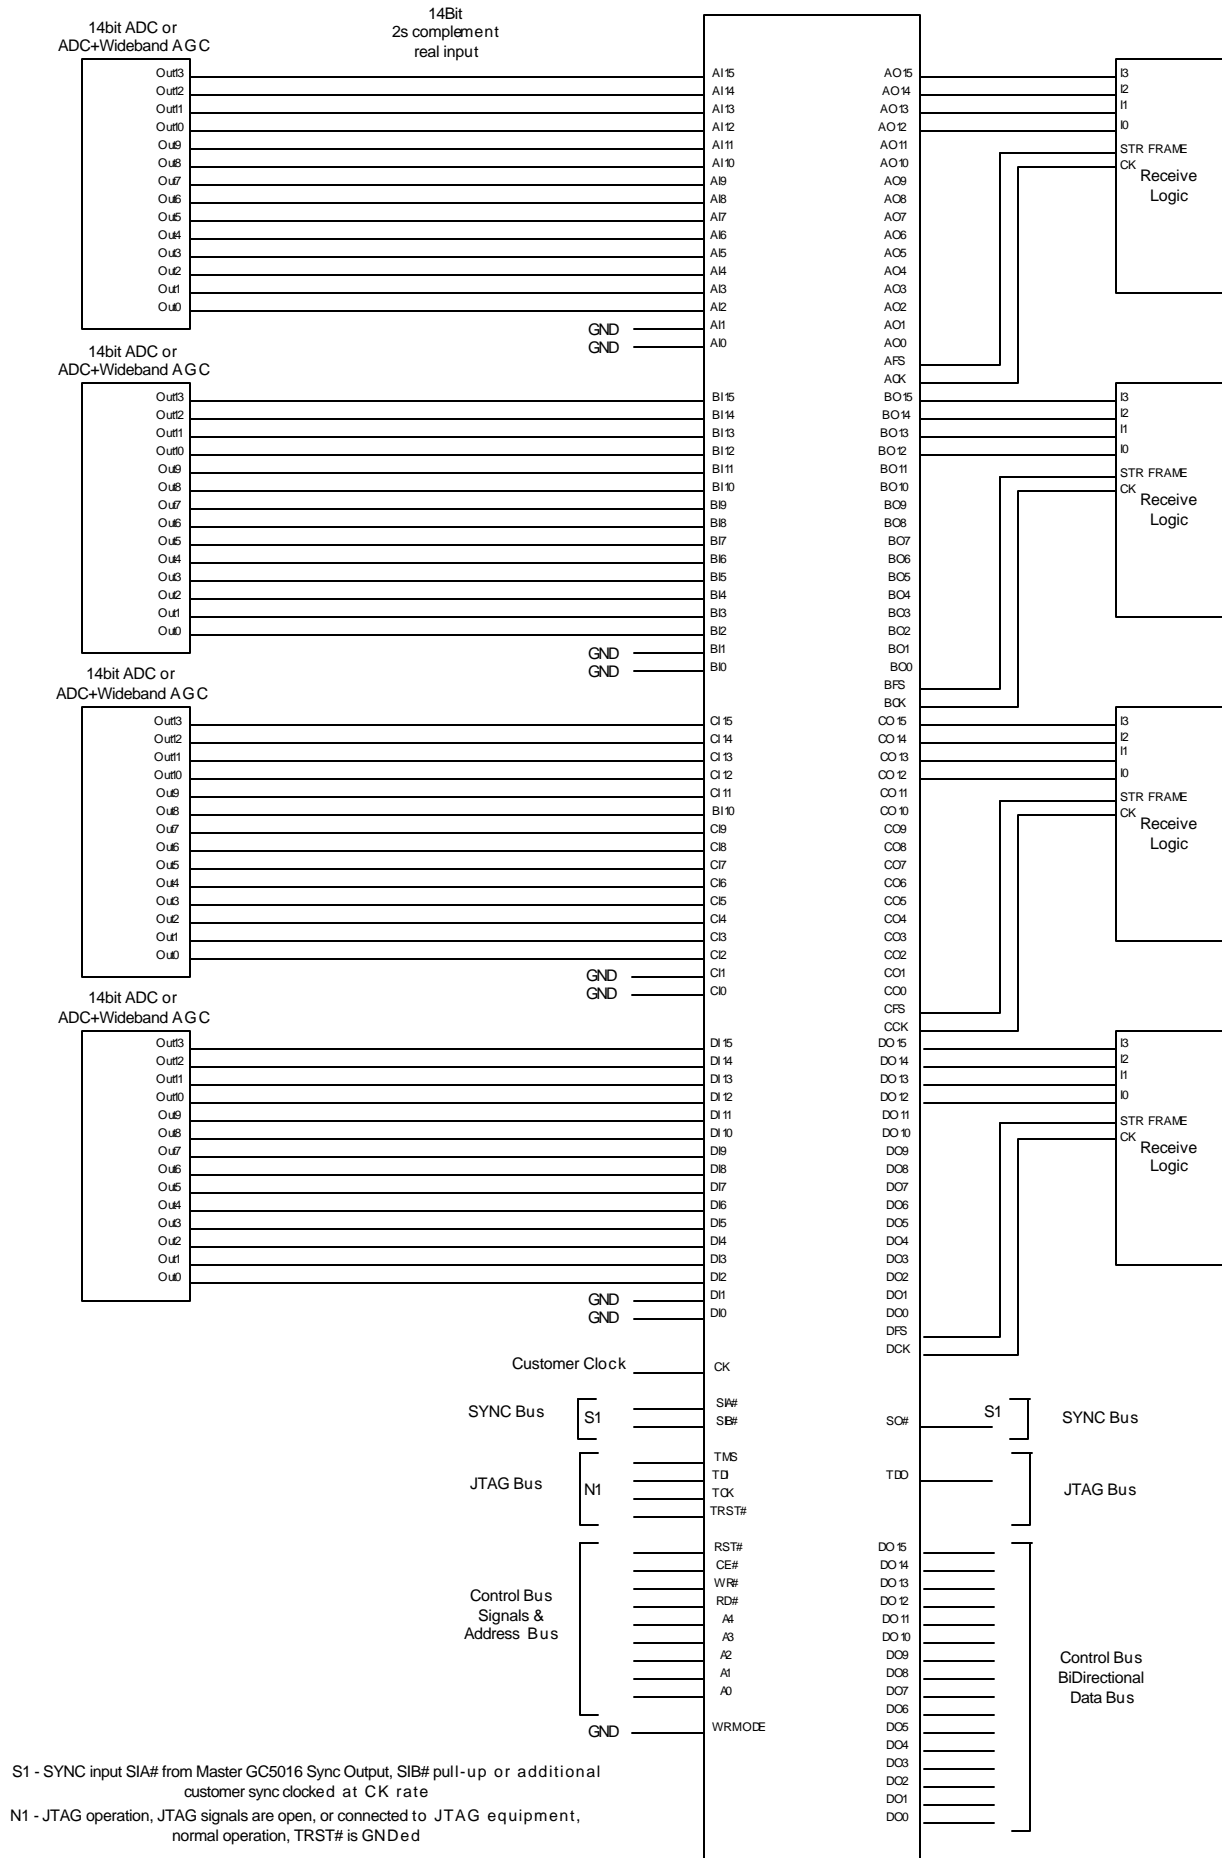 14Bit
2s complement
real input
14bit ADC or
ADC+Wideband AGC
Out13
Out12
Out11
Out10
Out9
Out8
Out7
Out6
Out5
Out4
Out3
Out2
Out1
Out0
GND
GND
AI15
AI14
AI13
AI12
AI11
AI10
AI9
AI8
AI7
AI6
AI5
AI4
AI3
AI2
AI1
AI0
AO15
AO14
AO13
AO12
AO11
AO10
AO9
AO8
AO7
AO6
AO5
AO4
AO3
AO2
AO1
AO0
AFS
ACK
I3
I2
I1
I0
STR FRAME
CK
Receive
Logic
14bit ADC or
ADC+Wideband AGC
Out13
Out12
Out11
Out10
Out9
Out8
Out7
Out6
Out5
Out4
Out3
Out2
Out1
Out0
GND
GND
BI15
BI14
BI13
BI12
BI11
BI10
BI9
BI8
BI7
BI6
BI5
BI4
BI3
BI2
BI1
BI0
BO15
BO14
BO13
BO12
BO11
BO10
BO9
BO8
BO7
BO6
BO5
BO4
BO3
BO2
BO1
BO0
BFS
BCK
I3
I2
I1
I0
STR FRAME
CK
Receive
Logic
14bit ADC or
ADC+Wideband AGC
Out13
Out12
Out11
Out10
Out9
Out8
Out7
Out6
Out5
Out4
Out3
Out2
Out1
Out0
GND
GND
CI15
CI14
CI13
CI12
CI11
BI10
CI9
CI8
CI7
CI6
CI5
CI4
CI3
CI2
CI1
CI0
CO15
CO14
CO13
CO12
CO11
CO10
CO9
CO8
CO7
CO6
CO5
CO4
CO3
CO2
CO1
CO0
CFS
CCK
I3
I2
I1
I0
STR FRAME
CK
Receive
Logic
14bit ADC or
ADC+Wideband AGC
Out13
Out12
Out11
Out10
Out9
Out8
Out7
Out6
Out5
Out4
Out3
Out2
Out1
Out0
GND
GND
DI15
DI14
DI13
DI12
DI11
DI10
DI9
DI8
DI7
DI6
DI5
DI4
DI3
DI2
DI1
DI0
DO15
DO14
DO13
DO12
DO11
DO10
DO9
DO8
DO7
DO6
DO5
DO4
DO3
DO2
DO1
DO0
DFS
DCK
I3
I2
I1
I0
STR FRAME
CK
Receive
Logic
Customer Clock
CK
SYNC Bus
S1
SIA#
SIB#
SO#
S1
SYNC Bus
JTAG Bus
N1
TMS
TDI
TCK
TRST#
TDO
JTAG Bus
Control Bus
Signals &
Address Bus
RST#
CE#
WR#
RD#
A4
A3
A2
A1
A0
GND
WRMODE
DO15
DO14
DO13
DO12
DO11
DO10
DO9
DO8
DO7
DO6
DO5
DO4
DO3
DO2
DO1
DO0
Control Bus
BiDirectional
Data Bus
S1 - SYNC input SIA# from Master GC5016 Sync Output, SIB# pull-up or additional
customer sync clocked at CK rate
N1 - JTAG operation, JTAG signals are open, or connected to JTAG equipment,
normal operation, TRST# is GNDed